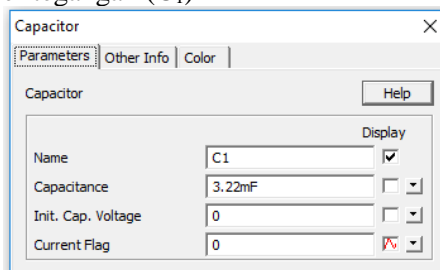 Capacitor
Parameters Other Info Color
Capacitor Help
Display
Name C1
Capacitance 3.22mF
Init. Cap. Voltage 0
Current Flag 0